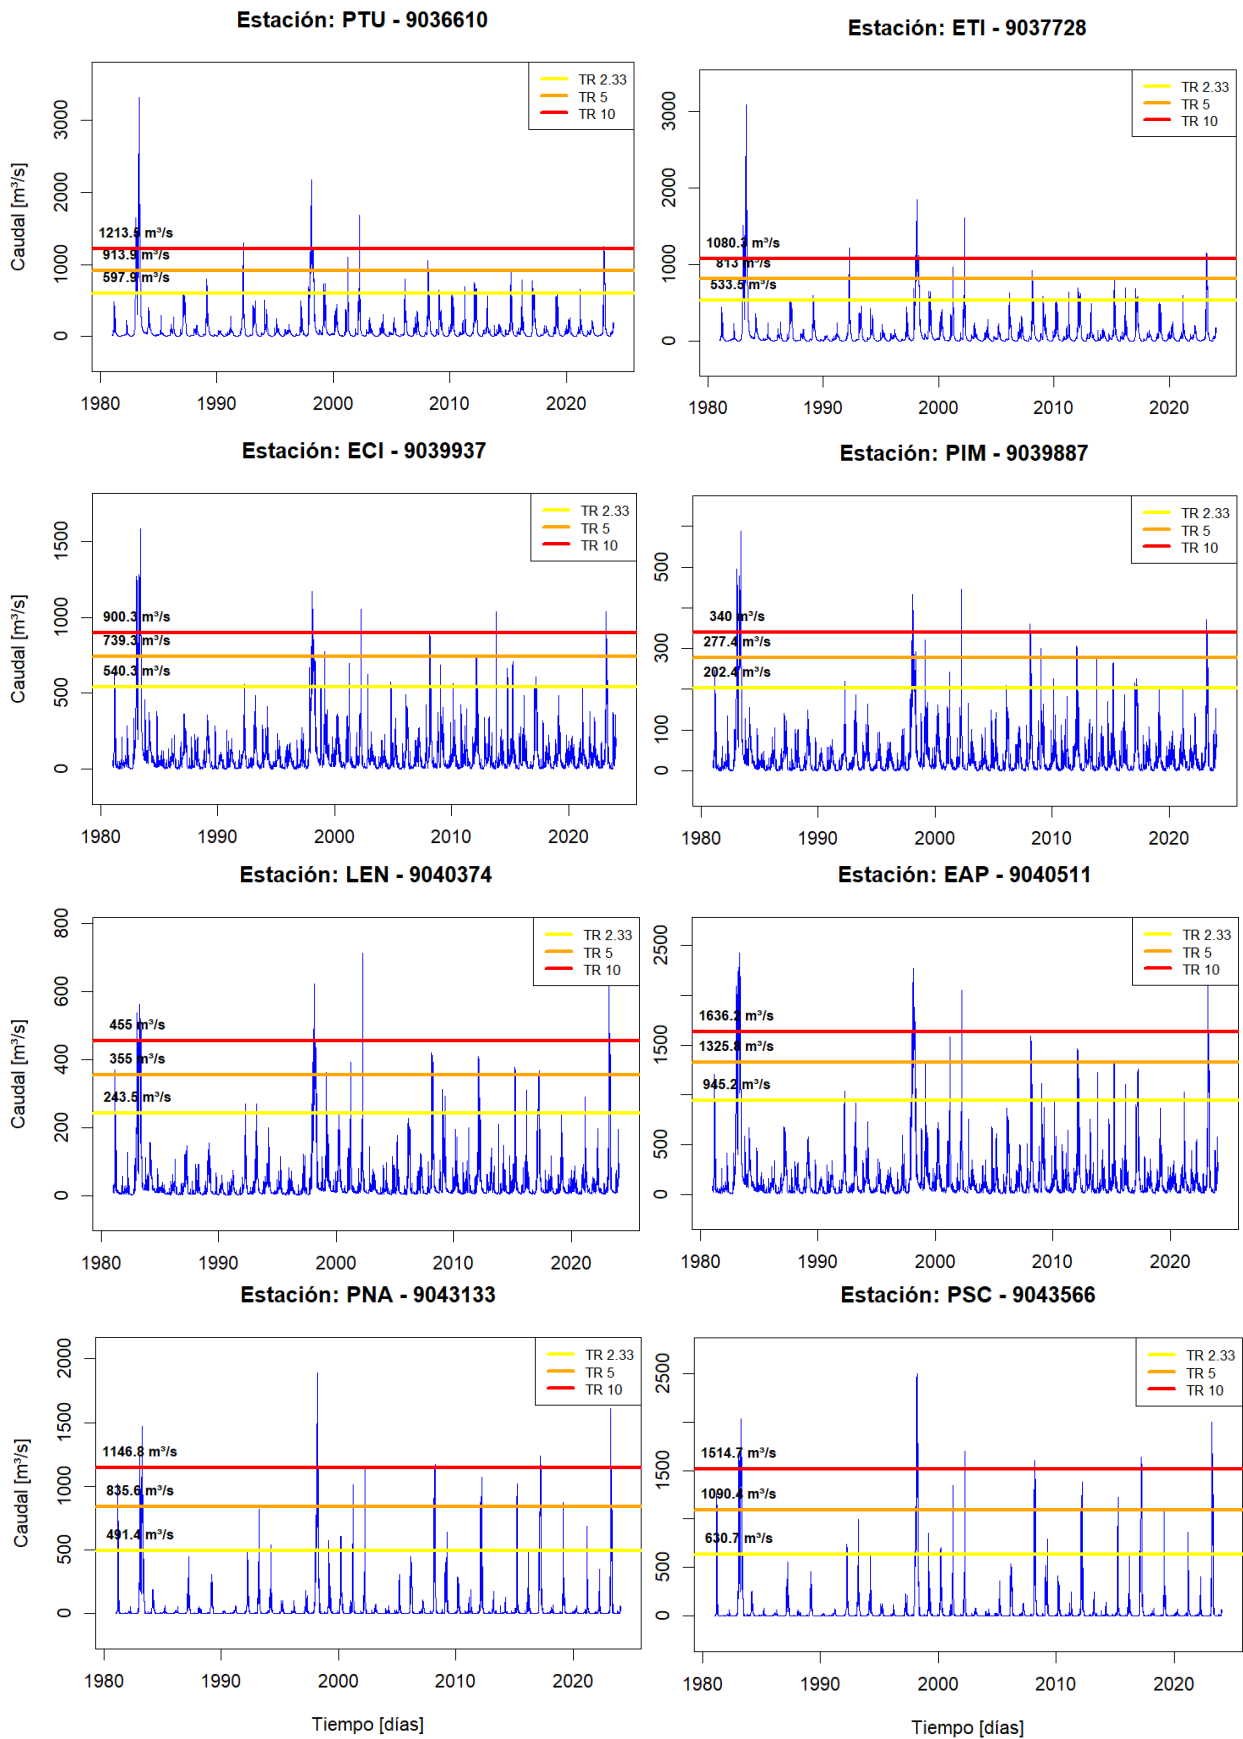 Estación: PTU - 9036610
Caudal [m³/s]
3000
2000
1000
0
1213.5 m³/s
913.9 m³/s
597.9 m³/s
TR 2.33
TR 5
TR 10
1980 1990 2000 2010 2020
Estación: ETI - 9037728
3000
2000
1000
0
1080.3 m³/s
813 m³/s
533.5 m³/s
TR 2.33
TR 5
TR 10
1980 1990 2000 2010 2020
Estación: ECI - 9039937
Caudal [m³/s]
1500
1000
500
0
900.3 m³/s
739.3 m³/s
540.3 m³/s
TR 2.33
TR 5
TR 10
1980 1990 2000 2010 2020
Estación: PIM - 9039887
500
300
100
0
340 m³/s
277.4 m³/s
202.4 m³/s
TR 2.33
TR 5
TR 10
1980 1990 2000 2010 2020
Estación: LEN - 9040374
Caudal [m³/s]
800
600
400
200
0
455 m³/s
355 m³/s
243.5 m³/s
TR 2.33
TR 5
TR 10
1980 1990 2000 2010 2020
Estación: EAP - 9040511
2500
1500
500
0
1636.2 m³/s
1325.8 m³/s
945.2 m³/s
TR 2.33
TR 5
TR 10
1980 1990 2000 2010 2020
Estación: PNA - 9043133
Caudal [m³/s]
2000
1500
1000
500
0
1146.8 m³/s
835.6 m³/s
491.4 m³/s
TR 2.33
TR 5
TR 10
1980 1990 2000 2010 2020
Tiempo [días]
Estación: PSC - 9043566
2500
1500
500
0
1514.7 m³/s
1090.4 m³/s
630.7 m³/s
TR 2.33
TR 5
TR 10
1980 1990 2000 2010 2020
Tiempo [días]